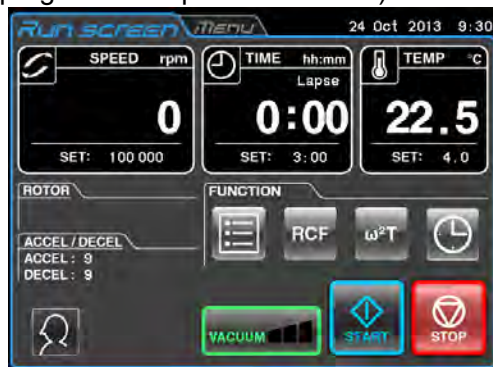 Run screen Menu 24 Oct 2013 9:30
SPEED rpm
0
SET: 100 000
TIME hh:mm
Lapse
0:00
SET: 3:00
TEMP °C
22.5
SET: 4.0
ROTOR
ACCEL/DECEL
ACCEL: 9
DECEL: 9
FUNCTION
RCF
ω²T
VACUUM
START
STOP